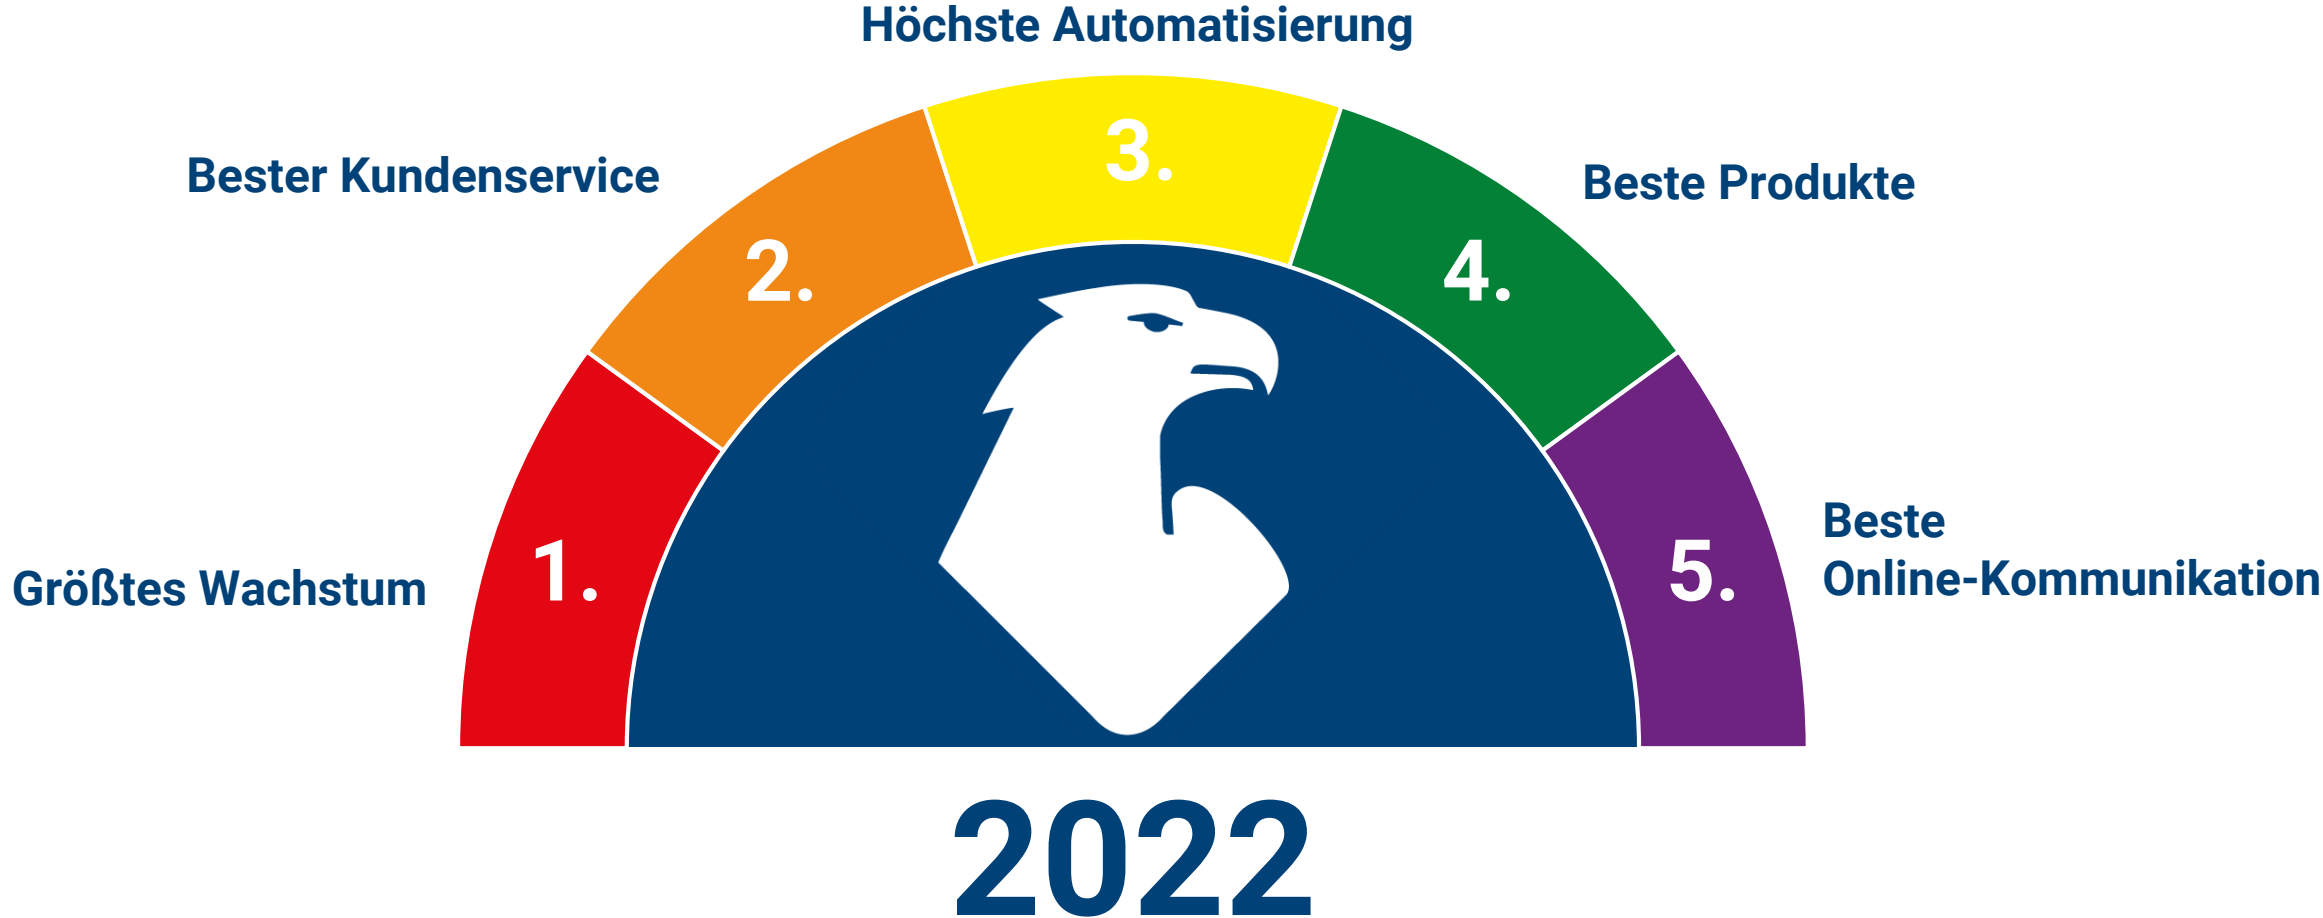 Höchste Automatisierung
Bester Kundenservice
3.
Beste Produkte
2.
4.
Größtes Wachstum
1.
5.
Beste
Online-Kommunikation
2022